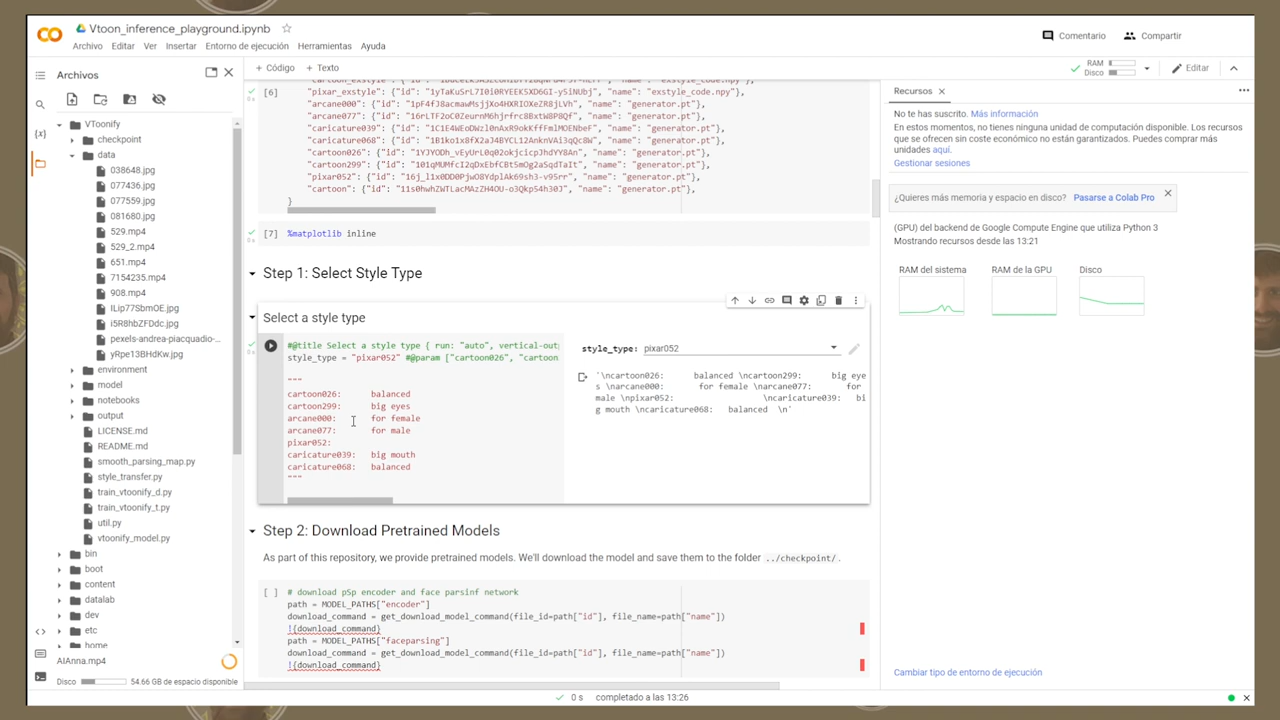 Vtoon_inference_playground.ipynb
Archivo Editar Ver Insertar Entorno de ejecución Herramientas Ayuda
Comentario
Compartir
Archivos
+ Código + Texto
RAM
Disco
Editar
VToonify
checkpoint
data
038648.jpg
077436.jpg
077559.jpg
081680.jpg
529.mp4
529_2.mp4
651.mp4
7154235.mp4
908.mp4
ILip77SbmOE.jpg
i5R8hbZFDdc.jpg
pexels-andrea-piacquadio-...
yRpe13BHdKw.jpg
environment
model
notebooks
output
LICENSE.md
README.md
smooth_parsing_map.py
style_transfer.py
train_vtoonify_d.py
train_vtoonify_t.py
util.py
vtoonify_model.py
bin
boot
content
datalab
dev
etc
home
AIAnna.mp4
Disco 54.66 GB de espacio disponible
[6]
"pixar_exstyle": {"id": "1yTaKuSrL7I0i0RYEEK5XD6GI-y5iNUbj", "name": "exstyle_code.npy"},
"arcane000": {"id": "1pF4fJ8acmawMsjjXo4HXRIOXeZR8jLVh", "name": "generator.pt"},
"arcane077": {"id": "16rLTF2oC0ZeurnM6hjrfrc8BxtW8P8Qf", "name": "generator.pt"},
"caricature039": {"id": "1C1E4WEoDWzl0nAxR9okKffFmlMOENbeF", "name": "generator.pt"},
"caricature068": {"id": "1B1ko1x8fX2aJ4BYCL12AnknVAi3qQc8W", "name": "generator.pt"},
"cartoon026": {"id": "1YJYODh_vEyUrL0q02okjcicpJhdYY8An", "name": "generator.pt"},
"cartoon299": {"id": "101qMUMfcI2qDxEbfCBt5mOg2aSqdTaIt", "name": "generator.pt"},
"pixar052": {"id": "16j_l1x0DD0PjwO8YdplAk69sh3-v95rr", "name": "generator.pt"},
"cartoon": {"id": "11s0hwhZWTLacMAzZH4OU-o3Qkp54h30J", "name": "generator.pt"},
}
[7] %matplotlib inline
Step 1: Select Style Type
Select a style type
#@title Select a style type { run: "auto", vertical-out
style_type = "pixar052" #@param ["cartoon026", "cartoon
"""
cartoon026: balanced
cartoon299: big eyes
arcane000: for female
arcane077: for male
pixar052:
caricature039: big mouth
caricature068: balanced
"""
style_type: pixar052
'\ncartoon026: balanced \ncartoon299: big eye
s \narcane000: for female \narcane077: for
male \npixar052: \ncaricature039: bi
g mouth \ncaricature068: balanced \n'
Step 2: Download Pretrained Models
As part of this repository, we provide pretrained models. We'll download the model and save them to the folder ../checkpoint/.
[ ] # download pSp encoder and face parsinf network
path = MODEL_PATHS["encoder"]
download_command = get_download_model_command(file_id=path["id"], file_name=path["name"])
!{download_command}
path = MODEL_PATHS["faceparsing"]
download_command = get_download_model_command(file_id=path["id"], file_name=path["name"])
!{download_command}
0 s completado a las 13:26
Recursos
No te has suscrito. Más información
En estos momentos, no tienes ninguna unidad de computación disponible. Los recursos
que se ofrecen sin coste económico no están garantizados. Puedes comprar más
unidades aquí.
Gestionar sesiones
¿Quieres más memoria y espacio en disco? Pasarse a Colab Pro
(GPU) del backend de Google Compute Engine que utiliza Python 3
Mostrando recursos desde las 13:21
RAM del sistema
RAM de la GPU
Disco
Cambiar tipo de entorno de ejecución